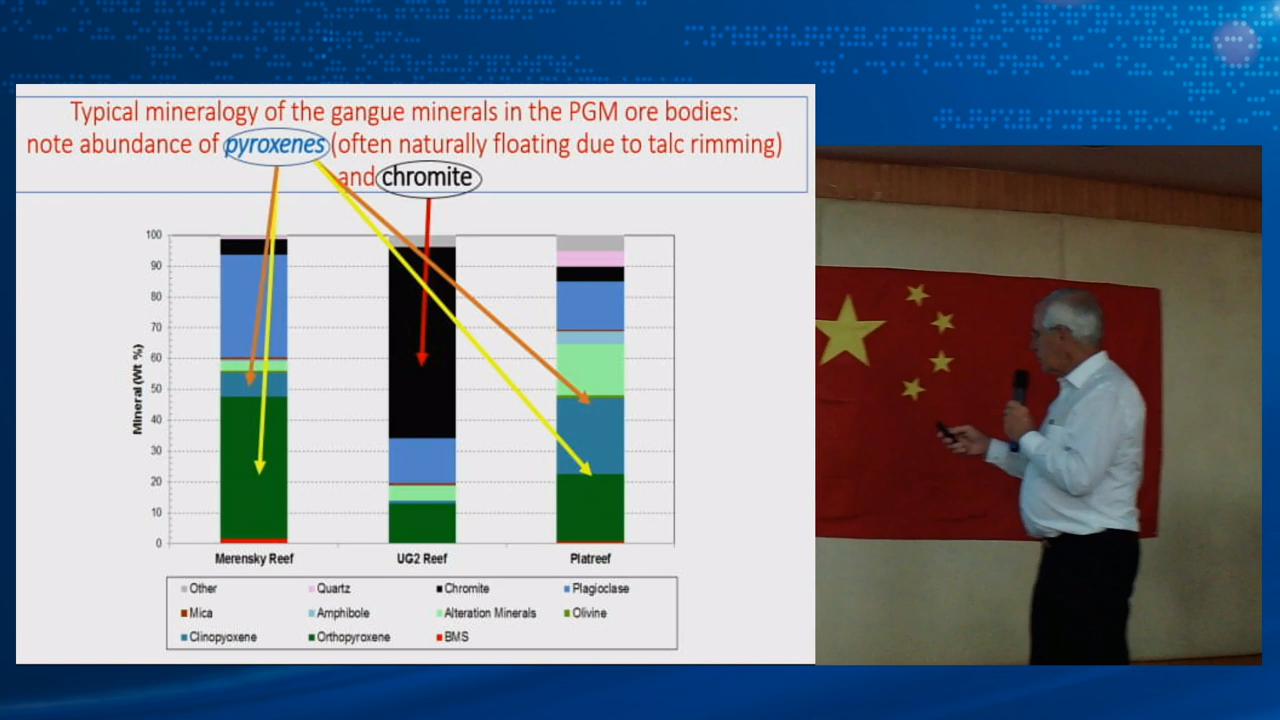 Typical mineralogy of the gangue minerals in the PGM ore bodies:
note abundance of pyroxenes (often naturally floating due to talc rimming)
and chromite
100
90
80
70
60
50
40
30
20
10
0
Mineral (Wt %)
Merensky Reef UG2 Reef Platreef
Other Quartz Chromite Plagioclase
Mica Amphibole Alteration Minerals Olivine
Clinopyoxene Orthopyroxene BMS